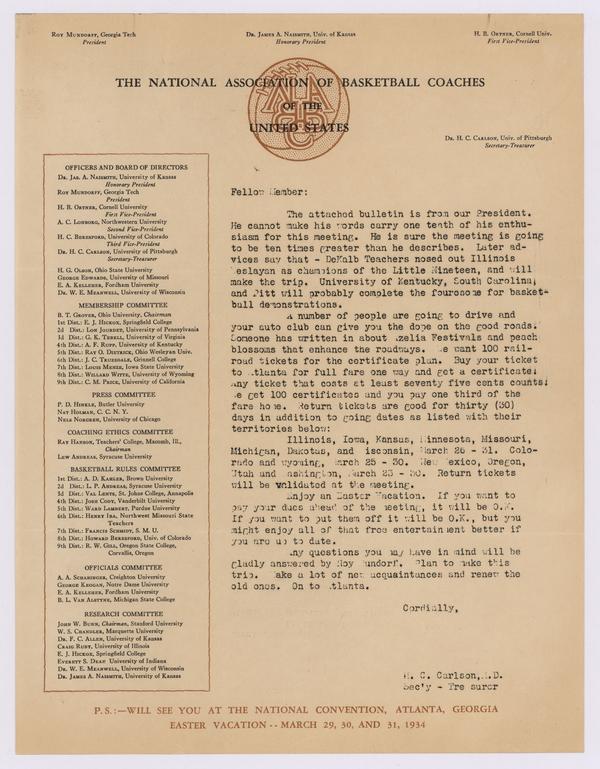 Roy Mundorff, Georgia Tech
President
Dr. James A. Naismith, Univ. of Kansas
Honorary President
H. B. Ortner, Cornell Univ.
First Vice-President
THE NATIONAL ASSOCIATION OF BASKETBALL COACHES
OF THE
UNITED STATES
Dr. H. C. Carlson, Univ. of Pittsburgh
Secretary-Treasurer
OFFICERS AND BOARD OF DIRECTORS
Dr. Jas. A. Naismith, University of Kansas
Honorary President
Roy Mundorff, Georgia Tech
President
H. B. Ortner, Cornell University
First Vice-President
A. C. Lonborg, Northwestern University
Second Vice-President
H. C. Beresford, University of Colorado
Third Vice-President
Dr. H. C. Carlson, University of Pittsburgh
Secretary-Treasurer
H. G. Olson, Ohio State University
George Edwards, University of Missouri
E. A. Kelleher, Fordham University
Dr. W. E. Meanwell, University of Wisconsin
MEMBERSHIP COMMITTEE
B. T. Grover, Ohio University, Chairman
1st Dist.: E. J. Hickox, Springfield College
2d Dist.: Lon Jourdet, University of Pennsylvania
3d Dist.: G. K. Tebell, University of Virginia
4th Dist.: A. F. Rupp, University of Kentucky
5th Dist.: Ray O. Detrick, Ohio Wesleyan Univ.
6th Dist.: J. C. Truesdale, Grinnell College
7th Dist.: Louis Menze, Iowa State University
8th Dist.: Willard Witte, University of Wyoming
9th Dist.: C. M. Price, University of California
PRESS COMMITTEE
P. D. Hinkle, Butler University
Nat Holman, C. C. N. Y.
Nels Norgren, University of Chicago
COACHING ETHICS COMMITTEE
Ray Hanson, Teachers' College, Macomb, Ill.,
Chairman
Lew Andreas, Syracuse University
BASKETBALL RULES COMMITTEE
1st Dist.: A. D. Kahler, Brown University
2d Dist.: L. P. Andreas, Syracuse University
3d Dist.: Val Lentz, St. Johns College, Annapolis
4th Dist.: Josh Cody, Vanderbilt University
5th Dist.: Ward Lambert, Purdue University
6th Dist.: Henry Iba, Northwest Missouri State
Teachers
7th Dist.: Francis Schmidt, S. M. U.
8th Dist.: Howard Beresford, Univ. of Colorado
9th Dist.: R. W. Gill, Oregon State College,
Corvallis, Oregon
OFFICIALS COMMITTEE
A. A. Schabinger, Creighton University
George Keogan, Notre Dame University
E. A. Kelleher, Fordham University
B. L. Van Alstyne, Michigan State College
RESEARCH COMMITTEE
John W. Bunn, Chairman, Stanford University
W. S. Chandler, Marquette University
Dr. F. C. Allen, University of Kansas
Craig Ruby, University of Illinois
E. J. Hickox, Springfield College
Everett S. Dean University of Indiana
Dr. W. E. Meanwell, University of Wisconsin
Dr. James A. Naismith, University of Kansas
Fellow Member:
The attached bulletin is from our President.
He cannot make his words carry one tenth of his enthu-
siasm for this meeting. He is sure the meeting is going
to be ten times greater than he describes. Later ad-
vices say that - DeKalb Teachers nosed out Illinois
Wesleyan as champions of the Little Nineteen, and will
make the trip. University of Kentucky, South Carolina,
and Pitt will probably complete the foursome for basket-
ball demonstrations.
A number of people are going to drive and
your auto club can give you the dope on the good roads.
Someone has written in about Azelia Festivals and peach
blossoms that enhance the roadways. We want 100 rail-
road tickets for the certificate plan. Buy your ticket
to Atlanta for full fare one way and get a certificate.
Any ticket that costs at least seventy five cents counts.
We get 100 certificates and you pay one third of the
fare home. Return tickets are good for thirty (30)
days in addition to going dates as listed with their
territories below:
Illinois, Iowa, Kansas, Minnesota, Missouri,
Michigan, Dakotas, and Wisconsin, March 26 - 31. Colo-
rado and Wyoming, March 25 - 30. New Mexico, Oregon,
Utah and Washington, March 23 - 30. Return tickets
will be validated at the meeting.
Enjoy an Easter Vacation. If you want to
pay your dues ahead of the meeting, it will be O.K.
If you want to put them off it will be O.K., but you
might enjoy all of that free entertainment better if
you are up to date.
Any questions you may have in mind will be
gladly answered by Roy Mundorf. Plan to make this
trip. Make a lot of new acquaintances and renew the
old ones. On to Atlanta.
Cordially,
H. C. Carlson, M.D.
Sec'y - Treasurer
P.S.:—WILL SEE YOU AT THE NATIONAL CONVENTION, ATLANTA, GEORGIA
EASTER VACATION -- MARCH 29, 30, AND 31, 1934